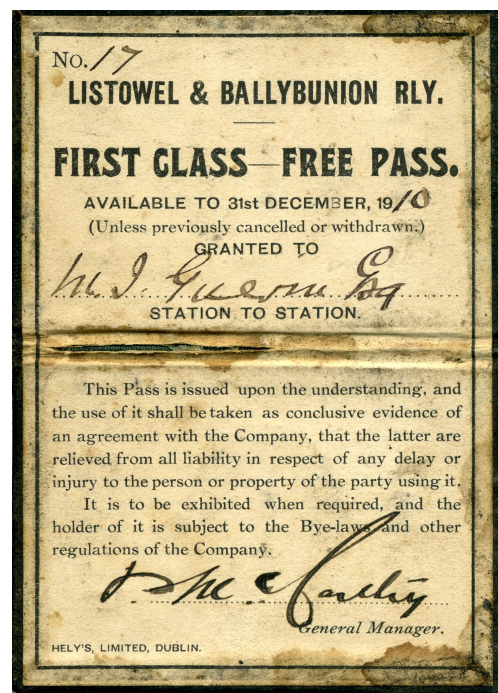 No. 17
LISTOWEL & BALLYBUNION RLY.
FIRST CLASS—FREE PASS.
AVAILABLE TO 31st DECEMBER, 1910
(Unless previously cancelled or withdrawn.)
GRANTED TO
M. J. Esq
STATION TO STATION.
This Pass is issued upon the understanding, and
the use of it shall be taken as conclusive evidence of
an agreement with the Company, that the latter are
relieved from all liability in respect of any delay or
injury to the person or property of the party using it.
It is to be exhibited when required, and the
holder of it is subject to the Bye-laws and other
regulations of the Company.
McCarthy
General Manager.
HELY'S, LIMITED, DUBLIN.